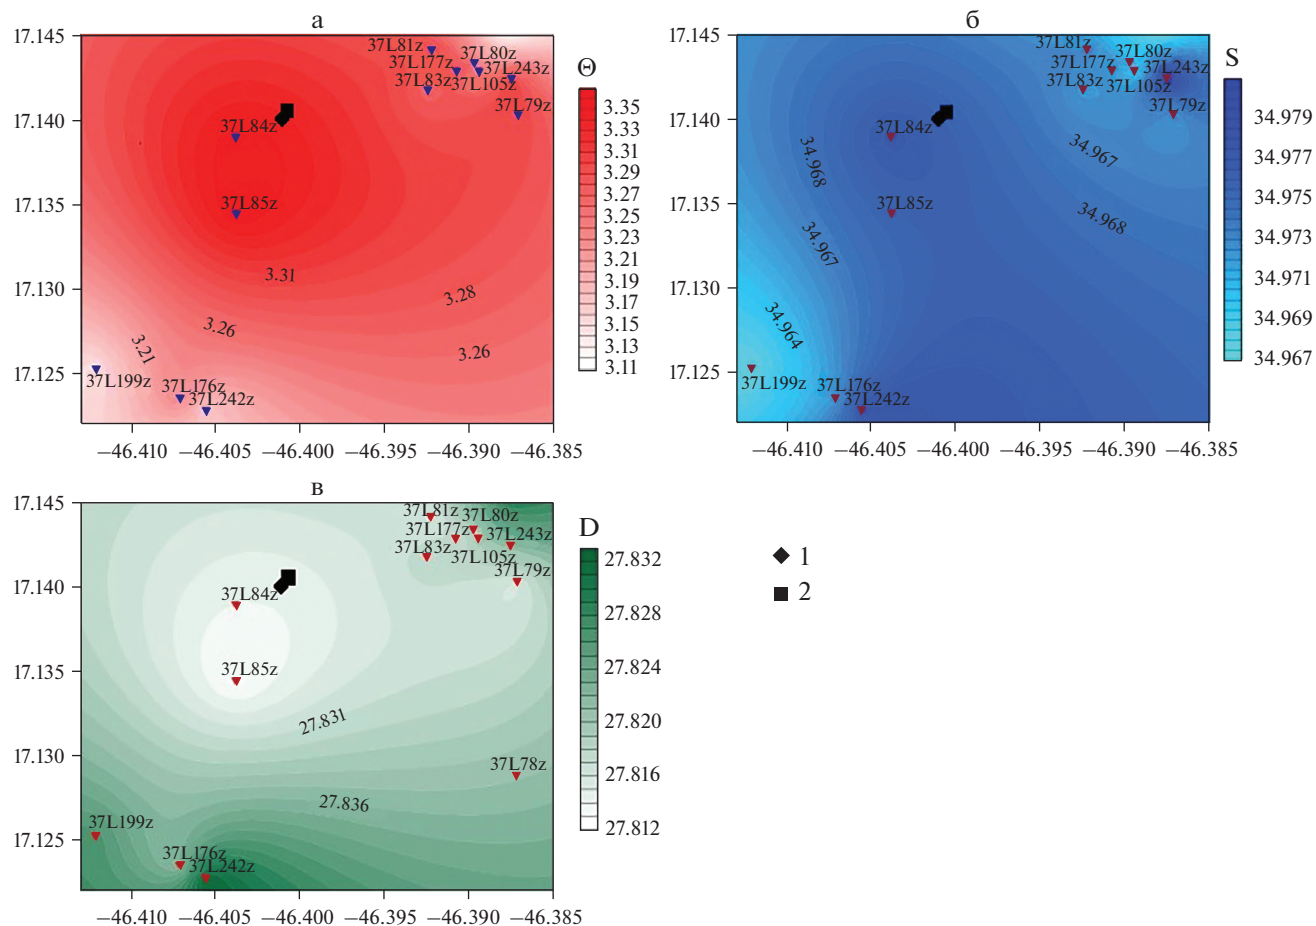 а
17.145
17.140
17.135
17.130
17.125
37L81z
37L80z
37L177z
37L243z
37L83z
37L105z
37L79z
37L84z
37L85z
3.31
3.28
3.26
3.26
3.21
37L199z
37L176z
37L242z
−46.410 −46.405 −46.400 −46.395 −46.390 −46.385
Θ
3.35
3.33
3.31
3.29
3.27
3.25
3.23
3.21
3.19
3.17
3.15
3.13
3.11
б
17.145
17.140
17.135
17.130
17.125
37L81z
37L80z
37L177z
37L243z
37L83z
37L105z
37L79z
37L84z
34.967
34.968
37L85z
34.968
34.967
34.964
37L199z
37L176z
37L242z
−46.410 −46.405 −46.400 −46.395 −46.390 −46.385
S
34.979
34.977
34.975
34.973
34.971
34.969
34.967
в
17.145
17.140
17.135
17.130
17.125
37L81z
37L80z
37L177z
37L243z
37L83z
37L105z
37L79z
37L84z
37L85z
27.831
37L78z
27.836
37L199z
37L176z
37L242z
−46.410 −46.405 −46.400 −46.395 −46.390 −46.385
D
27.832
27.828
27.824
27.820
27.816
27.812
1
2